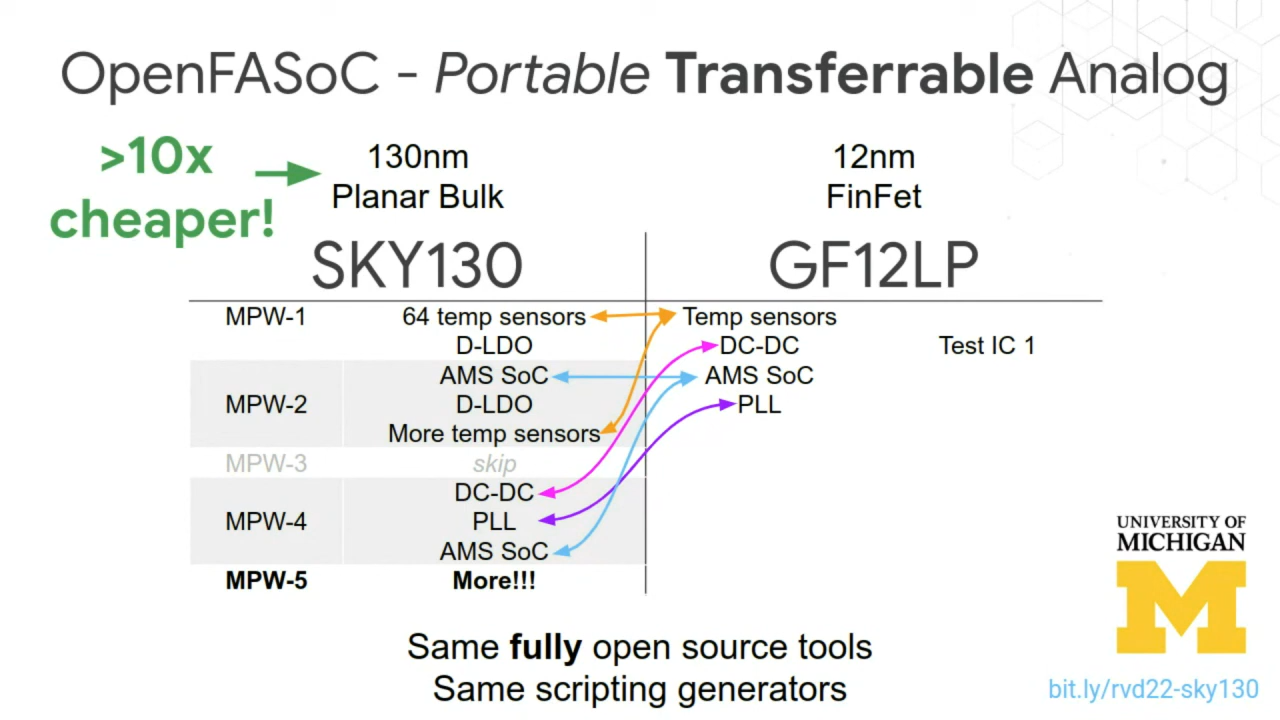 OpenFASoC - Portable Transferrable Analog
>10x
cheaper!
130nm
Planar Bulk
12nm
FinFet
SKY130
GF12LP
MPW-1
64 temp sensors
D-LDO
Temp sensors
DC-DC
AMS SoC
PLL
Test IC 1
MPW-2
AMS SoC
D-LDO
More temp sensors
MPW-3
skip
MPW-4
DC-DC
PLL
AMS SoC
MPW-5
More!!!
UNIVERSITY OF
MICHIGAN
M
Same fully open source tools
Same scripting generators
bit.ly/rvd22-sky130